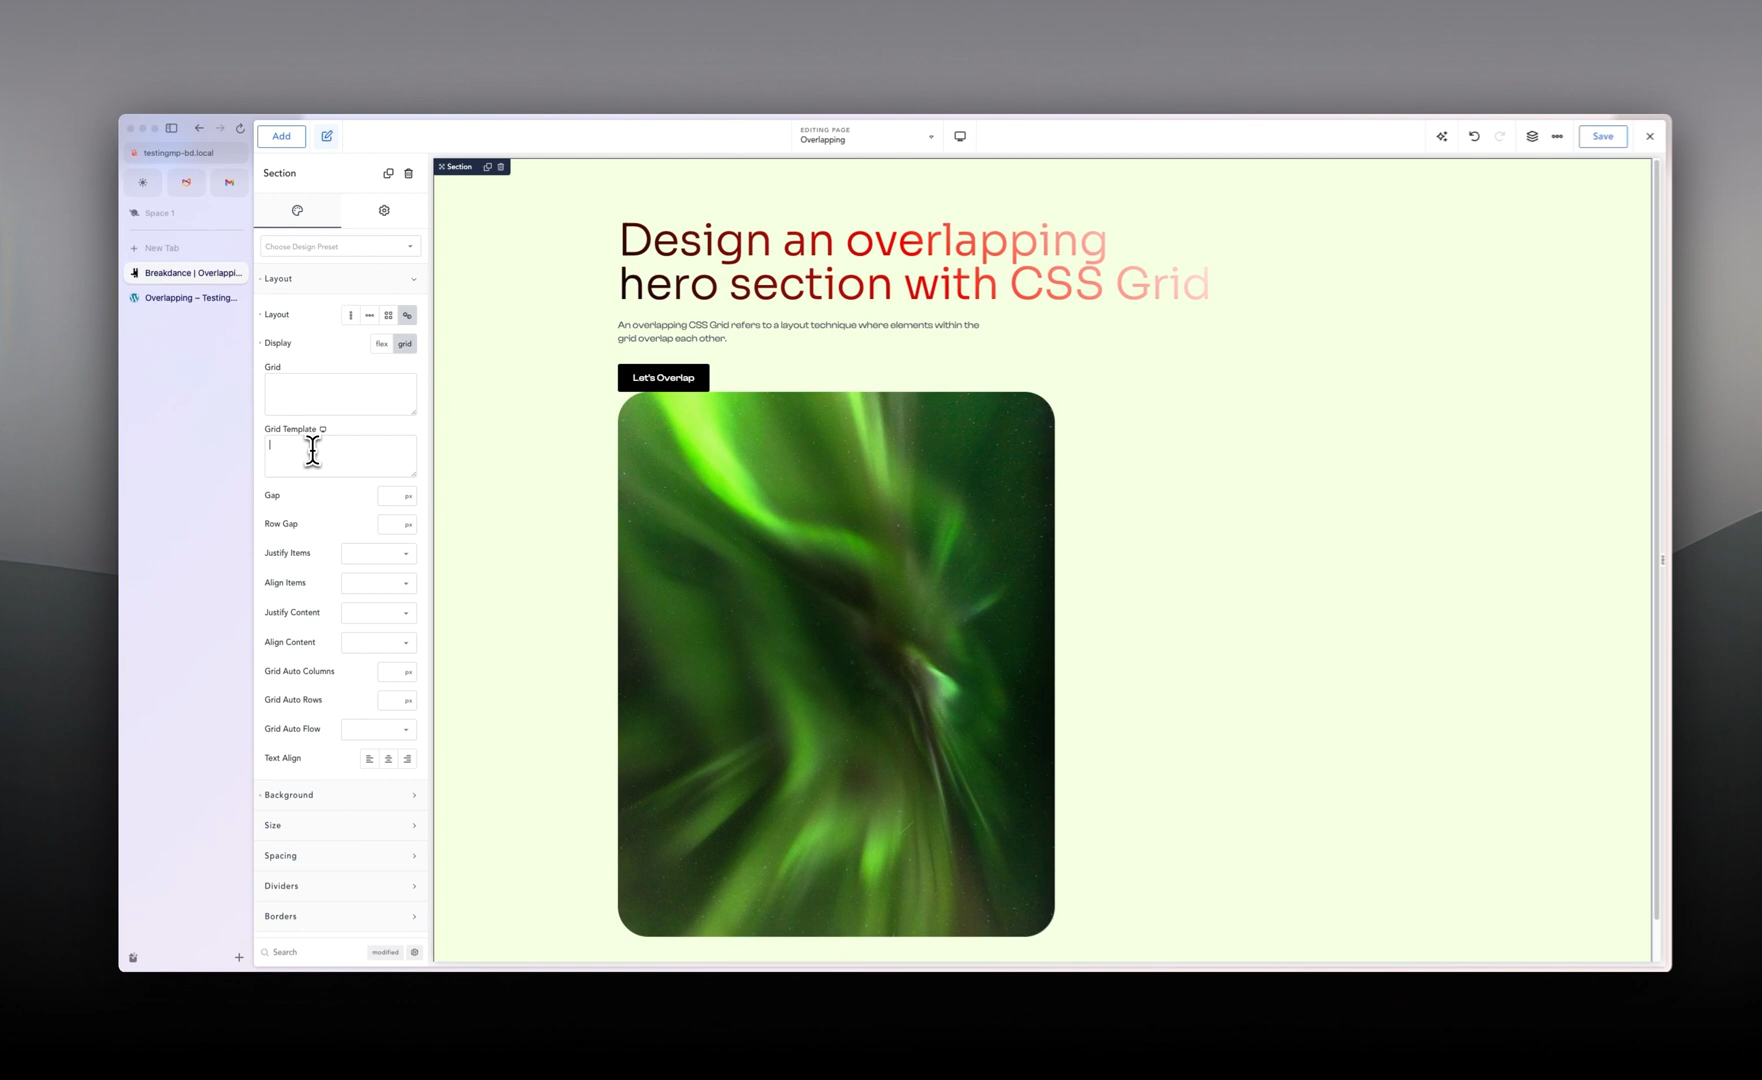 testingmp-bd.local
Space 1
New Tab
Breakdance | Overlappi...
Overlapping – Testing...
Add
EDITING PAGE
Overlapping
Save
Section
Choose Design Preset
Layout
Layout
Display
flex
grid
Grid
Grid Template
Gap
px
Row Gap
px
Justify Items
Align Items
Justify Content
Align Content
Grid Auto Columns
px
Grid Auto Rows
px
Grid Auto Flow
Text Align
Background
Size
Spacing
Dividers
Borders
Search
modified
Section
Design an overlapping
hero section with CSS Grid
An overlapping CSS Grid refers to a layout technique where elements within the
grid overlap each other.
Let's Overlap